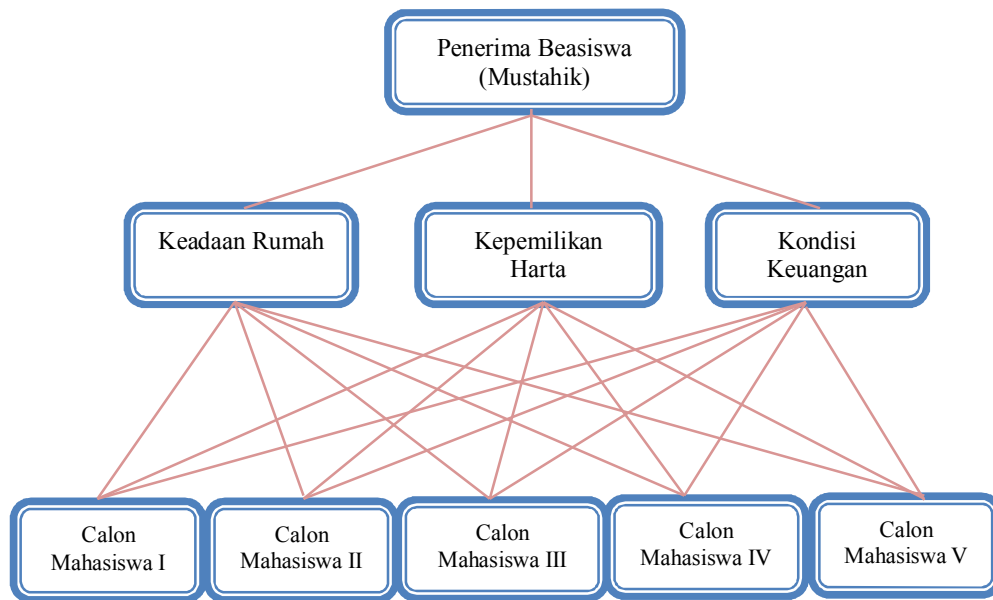 Penerima Beasiswa
(Mustahik)
Keadaan Rumah
Kepemilikan
Harta
Kondisi
Keuangan
Calon
Mahasiswa I
Calon
Mahasiswa II
Calon
Mahasiswa III
Calon
Mahasiswa IV
Calon
Mahasiswa V